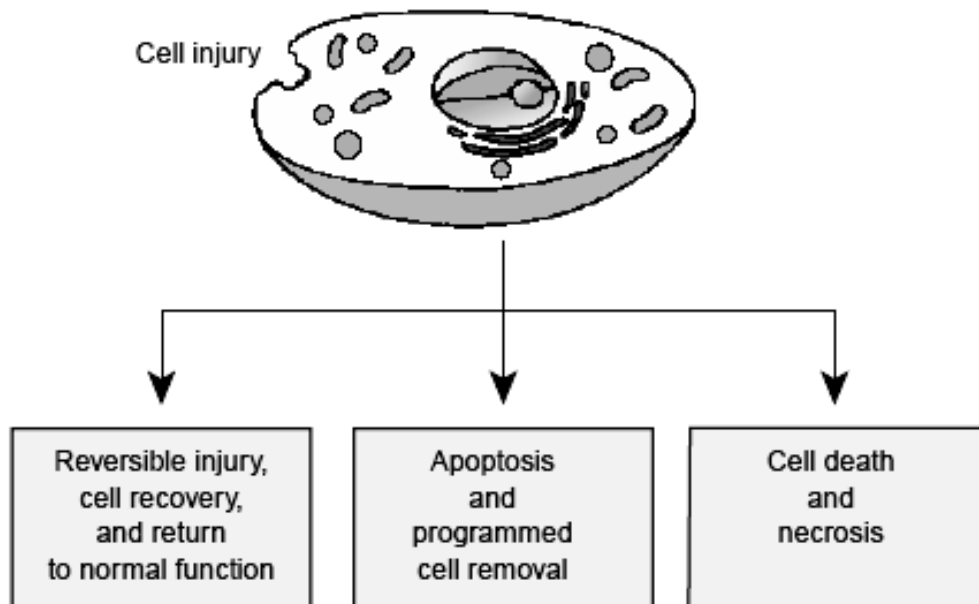 Cell injury
Reversible injury,
cell recovery,
and return
to normal function
Apoptosis
and
programmed
cell removal
Cell death
and
necrosis